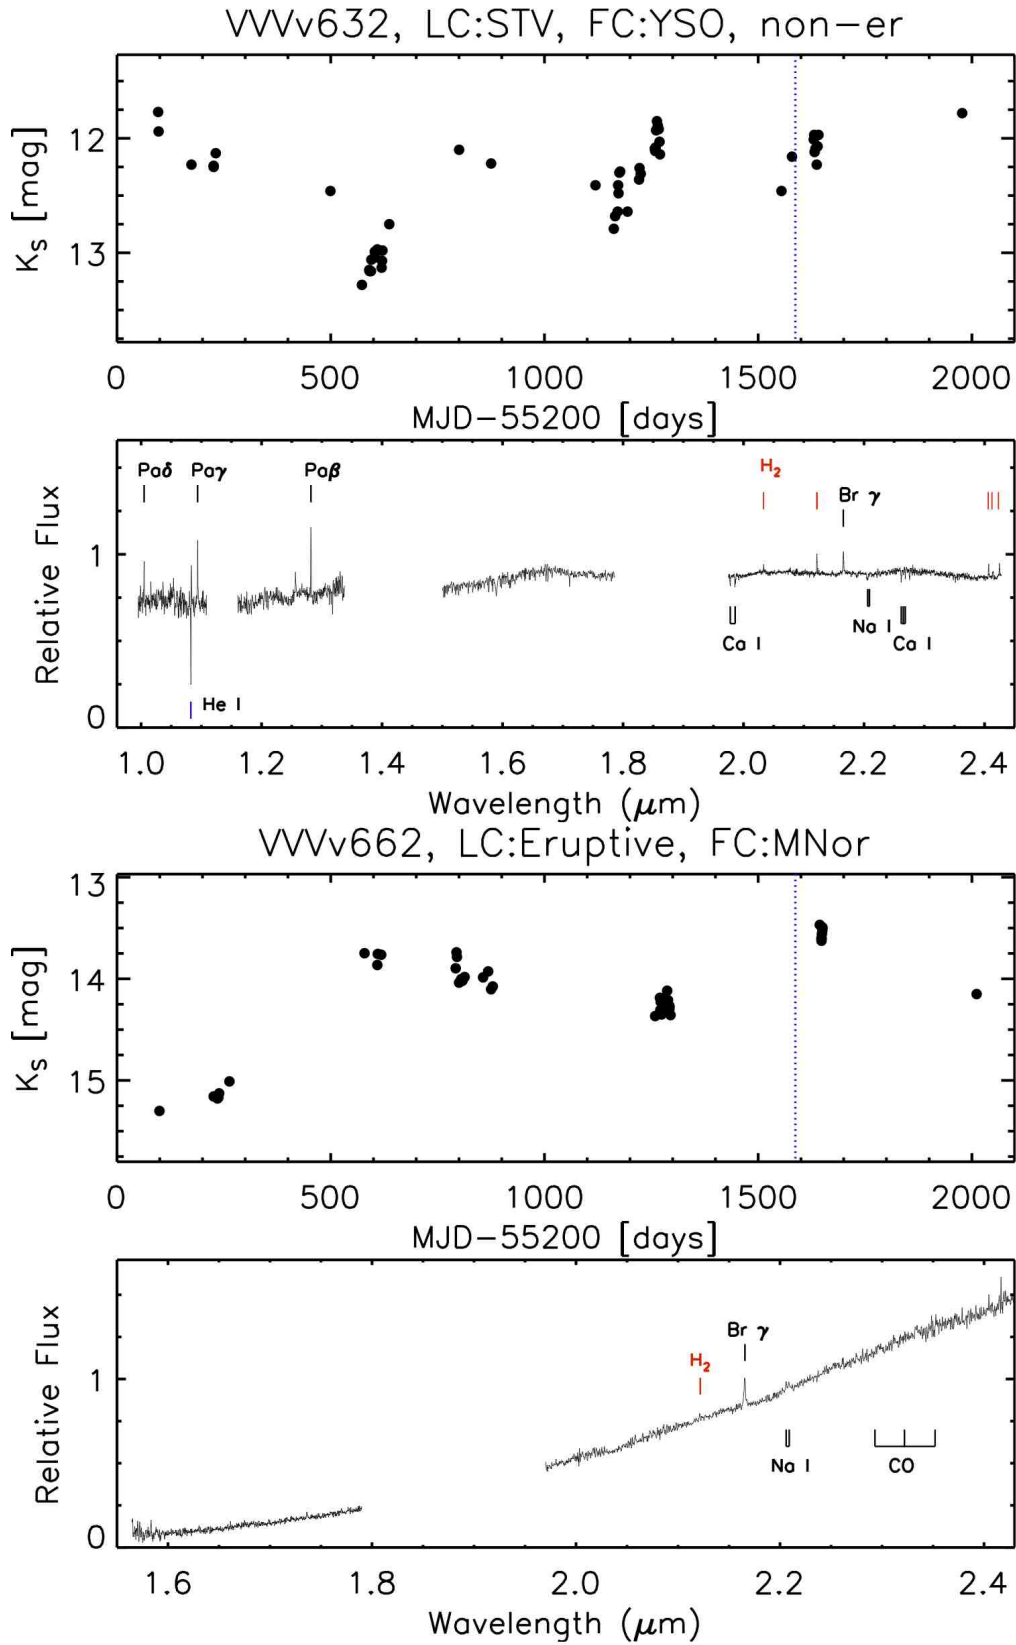 VVVv632, LC:STV, FC:YSO, non-er
12
13
Ks [mag]
0 500 1000 1500 2000
MJD-55200 [days]
Paδ Paγ Paβ H2 Br γ
1
0
Relative Flux
He I Ca I Na I Ca I
1.0 1.2 1.4 1.6 1.8 2.0 2.2 2.4
Wavelength (μm)
VVVv662, LC:Eruptive, FC:MNor
13
14
15
Ks [mag]
0 500 1000 1500 2000
MJD-55200 [days]
Br γ
H2
1
0
Relative Flux
Na I CO
1.6 1.8 2.0 2.2 2.4
Wavelength (μm)